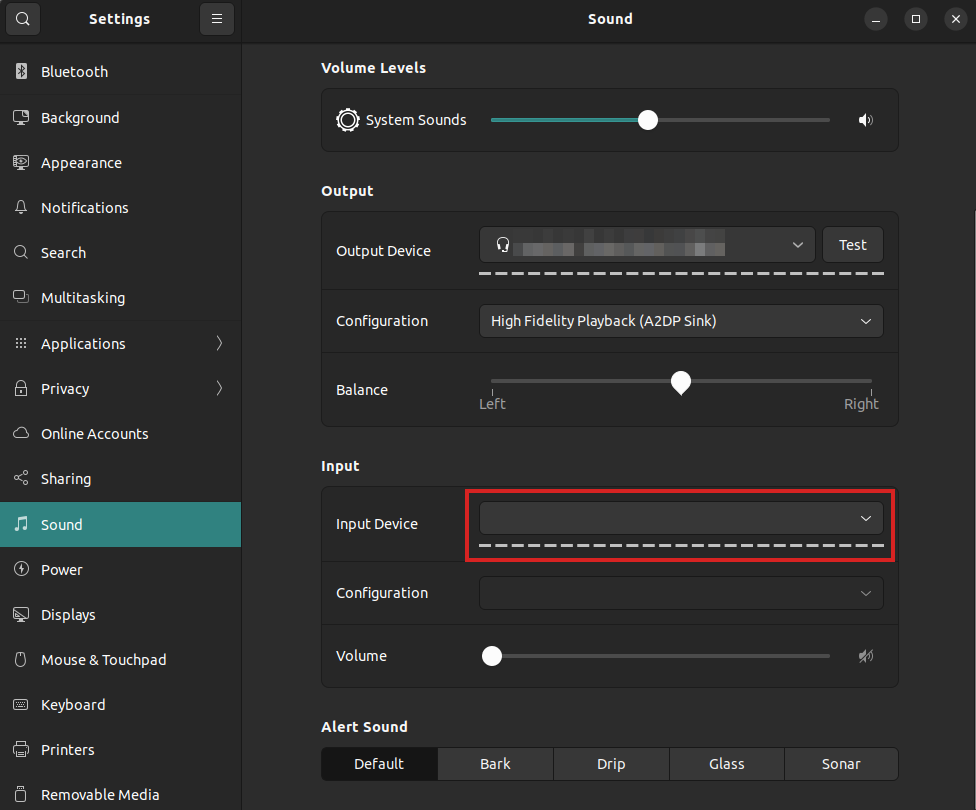 Settings
Sound
Bluetooth
Background
Appearance
Notifications
Search
Multitasking
Applications
Privacy
Online Accounts
Sharing
Sound
Power
Displays
Mouse & Touchpad
Keyboard
Printers
Removable Media
Volume Levels
System Sounds
Output
Output Device
Test
Configuration
High Fidelity Playback (A2DP Sink)
Balance
Left
Right
Input
Input Device
Configuration
Volume
Alert Sound
Default
Bark
Drip
Glass
Sonar